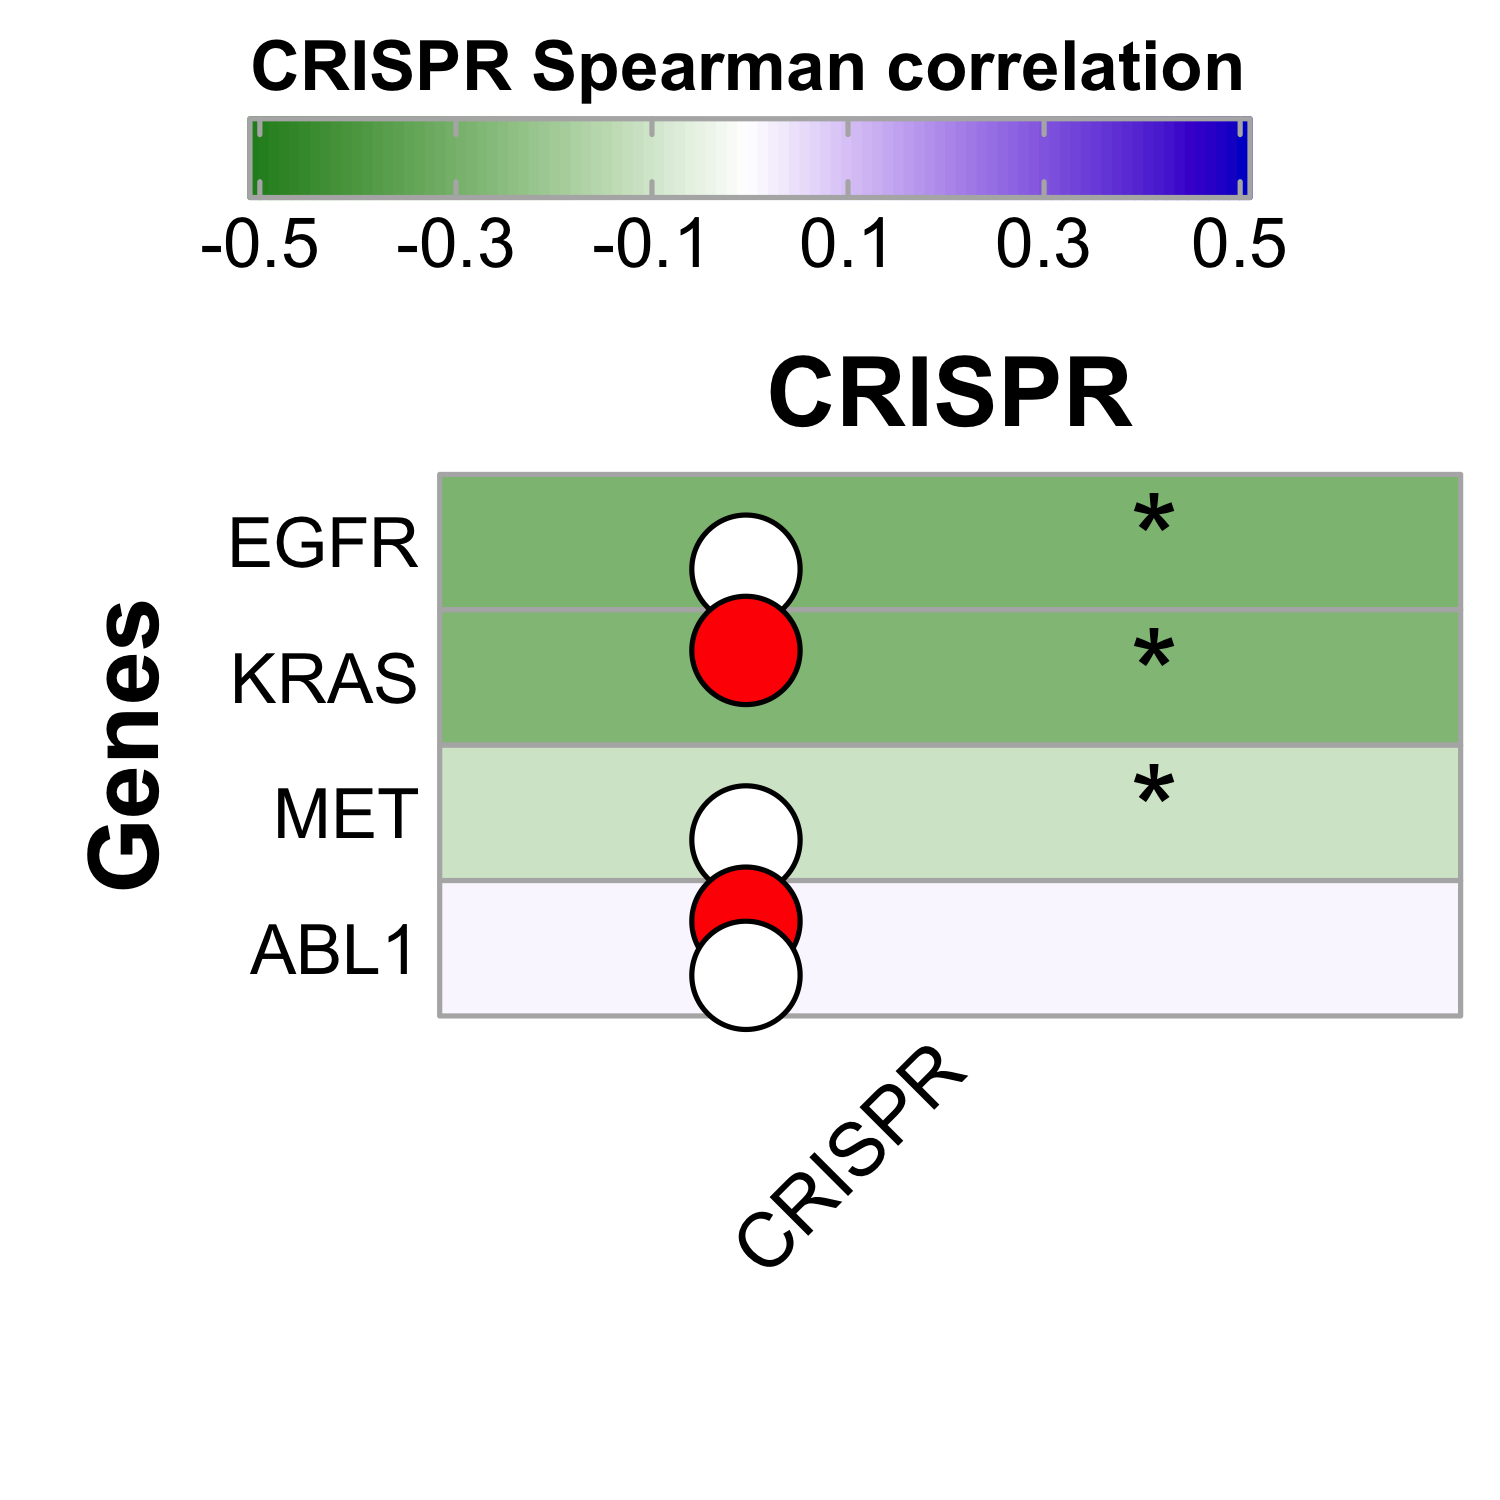 CRISPR Spearman correlation
-0.5 -0.3 -0.1 0.1 0.3 0.5
CRISPR
Genes
EGFR *
KRAS *
MET *
ABL1
CRISPR